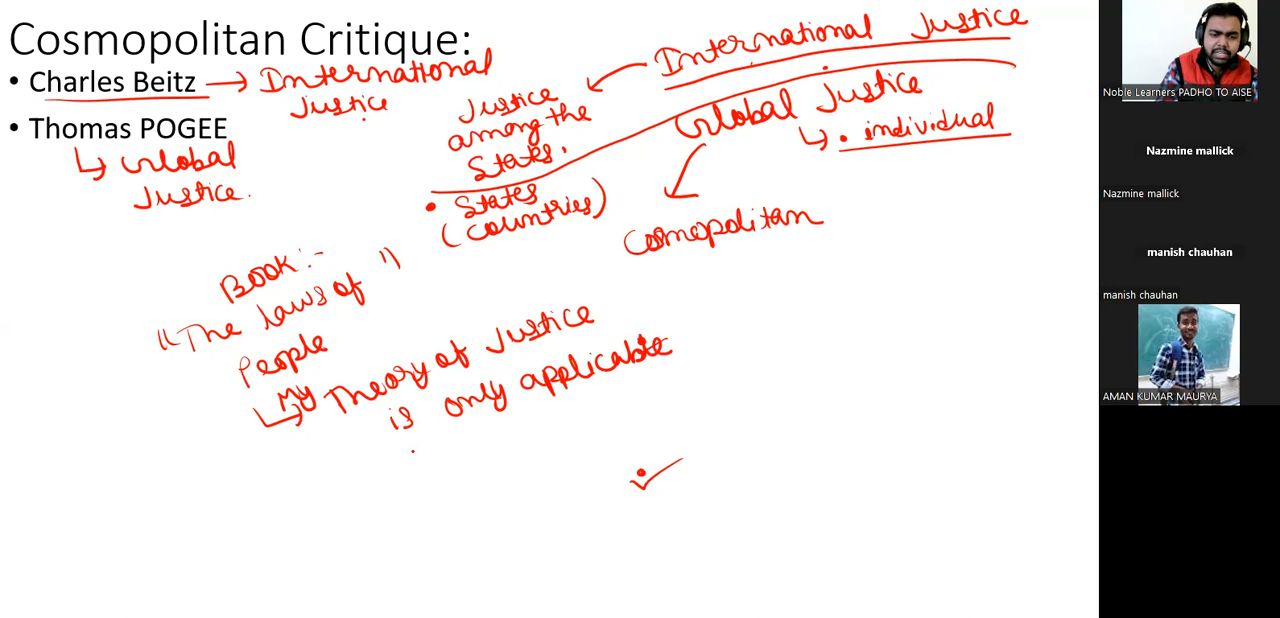 Cosmopolitan Critique:
• Charles Beitz → International
Justice
• Thomas POGEE
↳ Global
Justice.
International Justice
Justice
among the
States.
• States
(countries)
Global Justice
↳ • individual
Cosmopolitan
Book:-
"The Laws of "
People
↳ My Theory of Justice
is only applicable
Noble Learners PADHO TO AISE
Nazmine mallick
Nazmine mallick
manish chauhan
manish chauhan
AMAN KUMAR MAURYA